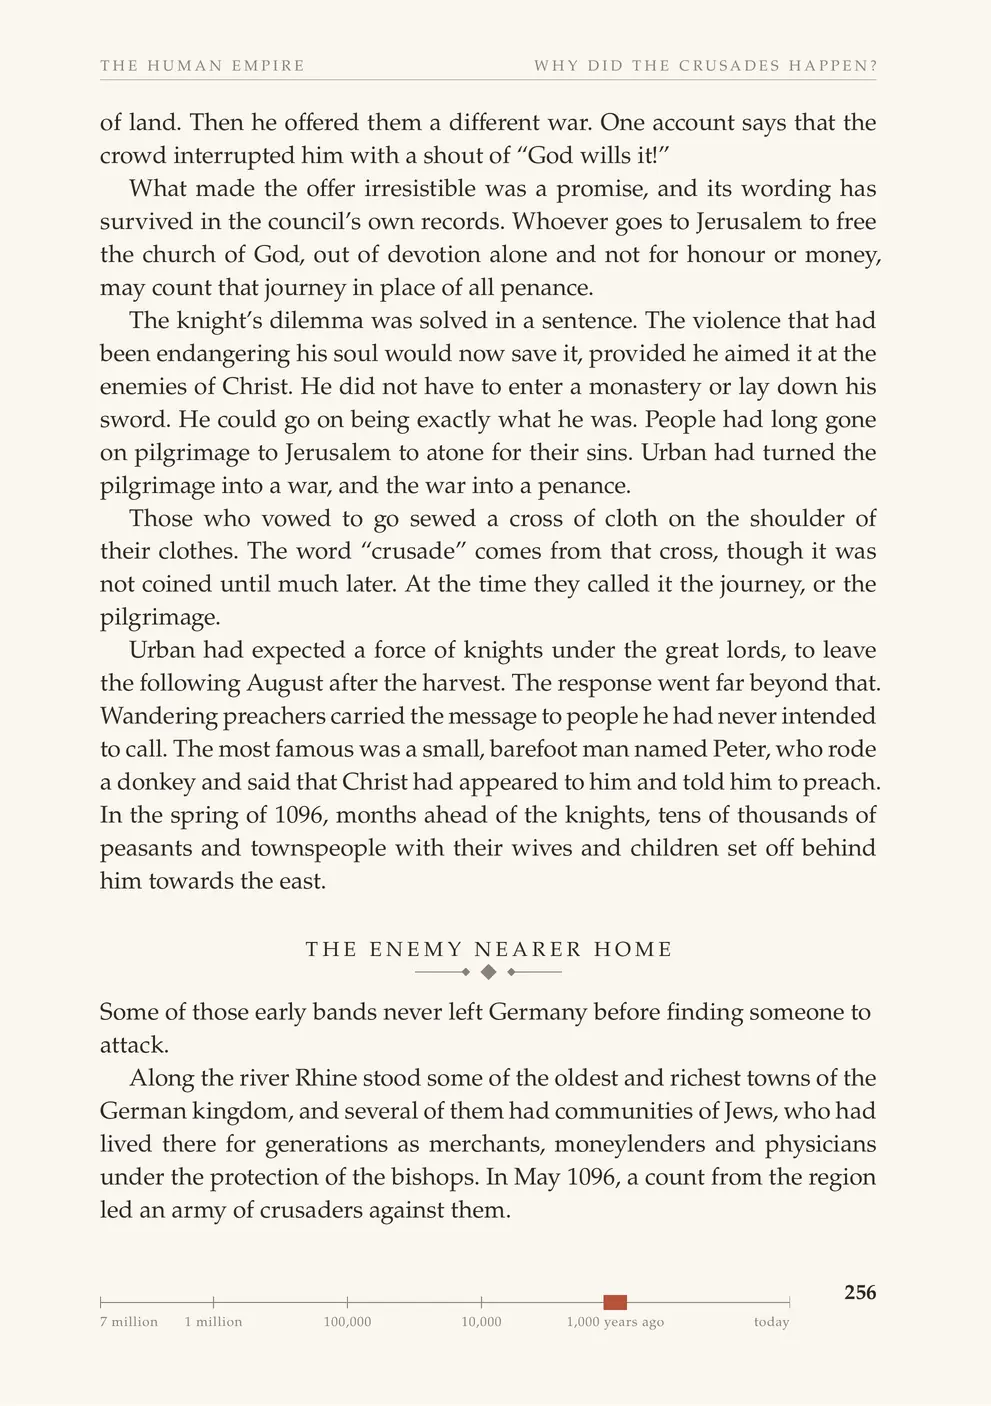 THE HUMAN EMPIRE
WHY DID THE CRUSADES HAPPEN?
of land. Then he offered them a different war. One account says that the
crowd interrupted him with a shout of “God wills it!”
What made the offer irresistible was a promise, and its wording has
survived in the council’s own records. Whoever goes to Jerusalem to free
the church of God, out of devotion alone and not for honour or money,
may count that journey in place of all penance.
The knight’s dilemma was solved in a sentence. The violence that had
been endangering his soul would now save it, provided he aimed it at the
enemies of Christ. He did not have to enter a monastery or lay down his
sword. He could go on being exactly what he was. People had long gone
on pilgrimage to Jerusalem to atone for their sins. Urban had turned the
pilgrimage into a war, and the war into a penance.
Those who vowed to go sewed a cross of cloth on the shoulder of
their clothes. The word “crusade” comes from that cross, though it was
not coined until much later. At the time they called it the journey, or the
pilgrimage.
Urban had expected a force of knights under the great lords, to leave
the following August after the harvest. The response went far beyond that.
Wandering preachers carried the message to people he had never intended
to call. The most famous was a small, barefoot man named Peter, who rode
a donkey and said that Christ had appeared to him and told him to preach.
In the spring of 1096, months ahead of the knights, tens of thousands of
peasants and townspeople with their wives and children set off behind
him towards the east.
THE ENEMY NEARER HOME
Some of those early bands never left Germany before finding someone to
attack.
Along the river Rhine stood some of the oldest and richest towns of the
German kingdom, and several of them had communities of Jews, who had
lived there for generations as merchants, moneylenders and physicians
under the protection of the bishops. In May 1096, a count from the region
led an army of crusaders against them.
256
7 million 1 million 100,000 10,000 1,000 years ago today